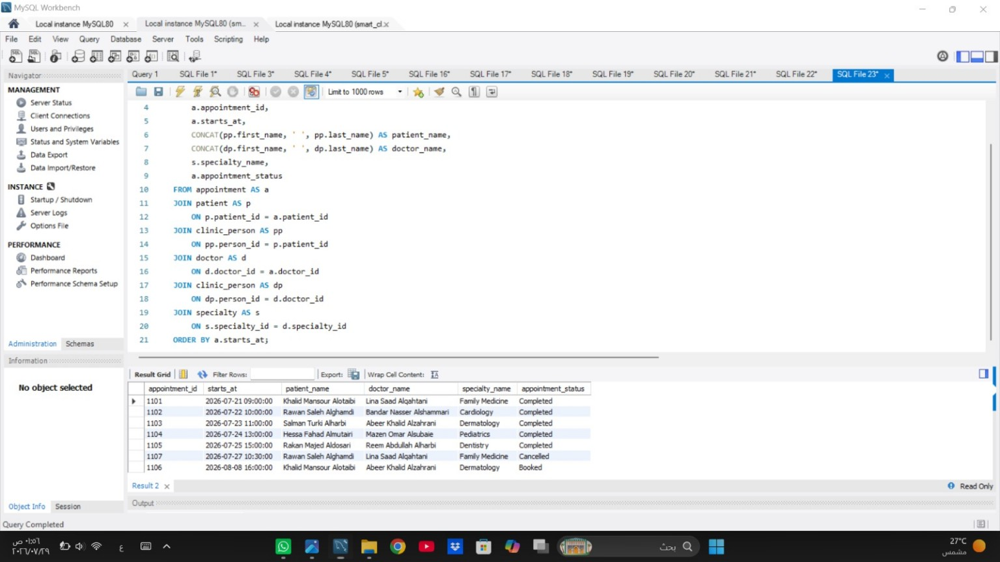 MySQL Workbench
Local instance MySQL80 x Local instance MySQL80 (sm... x Local instance MySQL80 (smart_cl x
File Edit View Query Database Server Tools Scripting Help
Navigator
Query 1 SQL File 1* SQL File 3* SQL File 4* SQL File 5* SQL File 16* SQL File 17* SQL File 18* SQL File 19* SQL File 20* SQL File 21* SQL File 22* SQL File 23* x
MANAGEMENT
Server Status
Client Connections
Users and Privileges
Status and System Variables
Data Export
Data Import/Restore
INSTANCE
Startup / Shutdown
Server Logs
Options File
PERFORMANCE
Dashboard
Performance Reports
Performance Schema Setup
Administration Schemas
Information
No object selected
Object Info Session
Limit to 1000 rows
4 a.appointment_id,
5 a.starts_at,
6 CONCAT(pp.first_name, ' ', pp.last_name) AS patient_name,
7 CONCAT(dp.first_name, ' ', dp.last_name) AS doctor_name,
8 s.specialty_name,
9 a.appointment_status
10 FROM appointment AS a
11 JOIN patient AS p
12 ON p.patient_id = a.patient_id
13 JOIN clinic_person AS pp
14 ON pp.person_id = p.patient_id
15 JOIN doctor AS d
16 ON d.doctor_id = a.doctor_id
17 JOIN clinic_person AS dp
18 ON dp.person_id = d.doctor_id
19 JOIN specialty AS s
20 ON s.specialty_id = d.specialty_id
21 ORDER BY a.starts_at;
Result Grid Filter Rows: Export: Wrap Cell Content: IA
appointment_id starts_at patient_name doctor_name specialty_name appointment_status
1101 2026-07-21 09:00:00 Khalid Mansour Alotaibi Lina Saad Alqahtani Family Medicine Completed
1102 2026-07-22 10:00:00 Rawan Saleh Alghamdi Bandar Nasser Alshammari Cardiology Completed
1103 2026-07-23 11:00:00 Salman Turki Alharbi Abeer Khalid Alzahrani Dermatology Completed
1104 2026-07-24 13:00:00 Hessa Fahad Almutairi Mazen Omar Alsubaie Pediatrics Completed
1105 2026-07-25 15:00:00 Rakan Majed Aldosari Reem Abdullah Alharbi Dentistry Completed
1107 2026-07-27 10:30:00 Rawan Saleh Alghamdi Lina Saad Alqahtani Family Medicine Cancelled
1106 2026-08-08 16:00:00 Khalid Mansour Alotaibi Abeer Khalid Alzahrani Dermatology Booked
Result 2 x Read Only
Output
Query Completed
٠١:٥٦ ص
٢٠٢٦/٠٧/٢٩
ع
بحث
27°C
مشمس